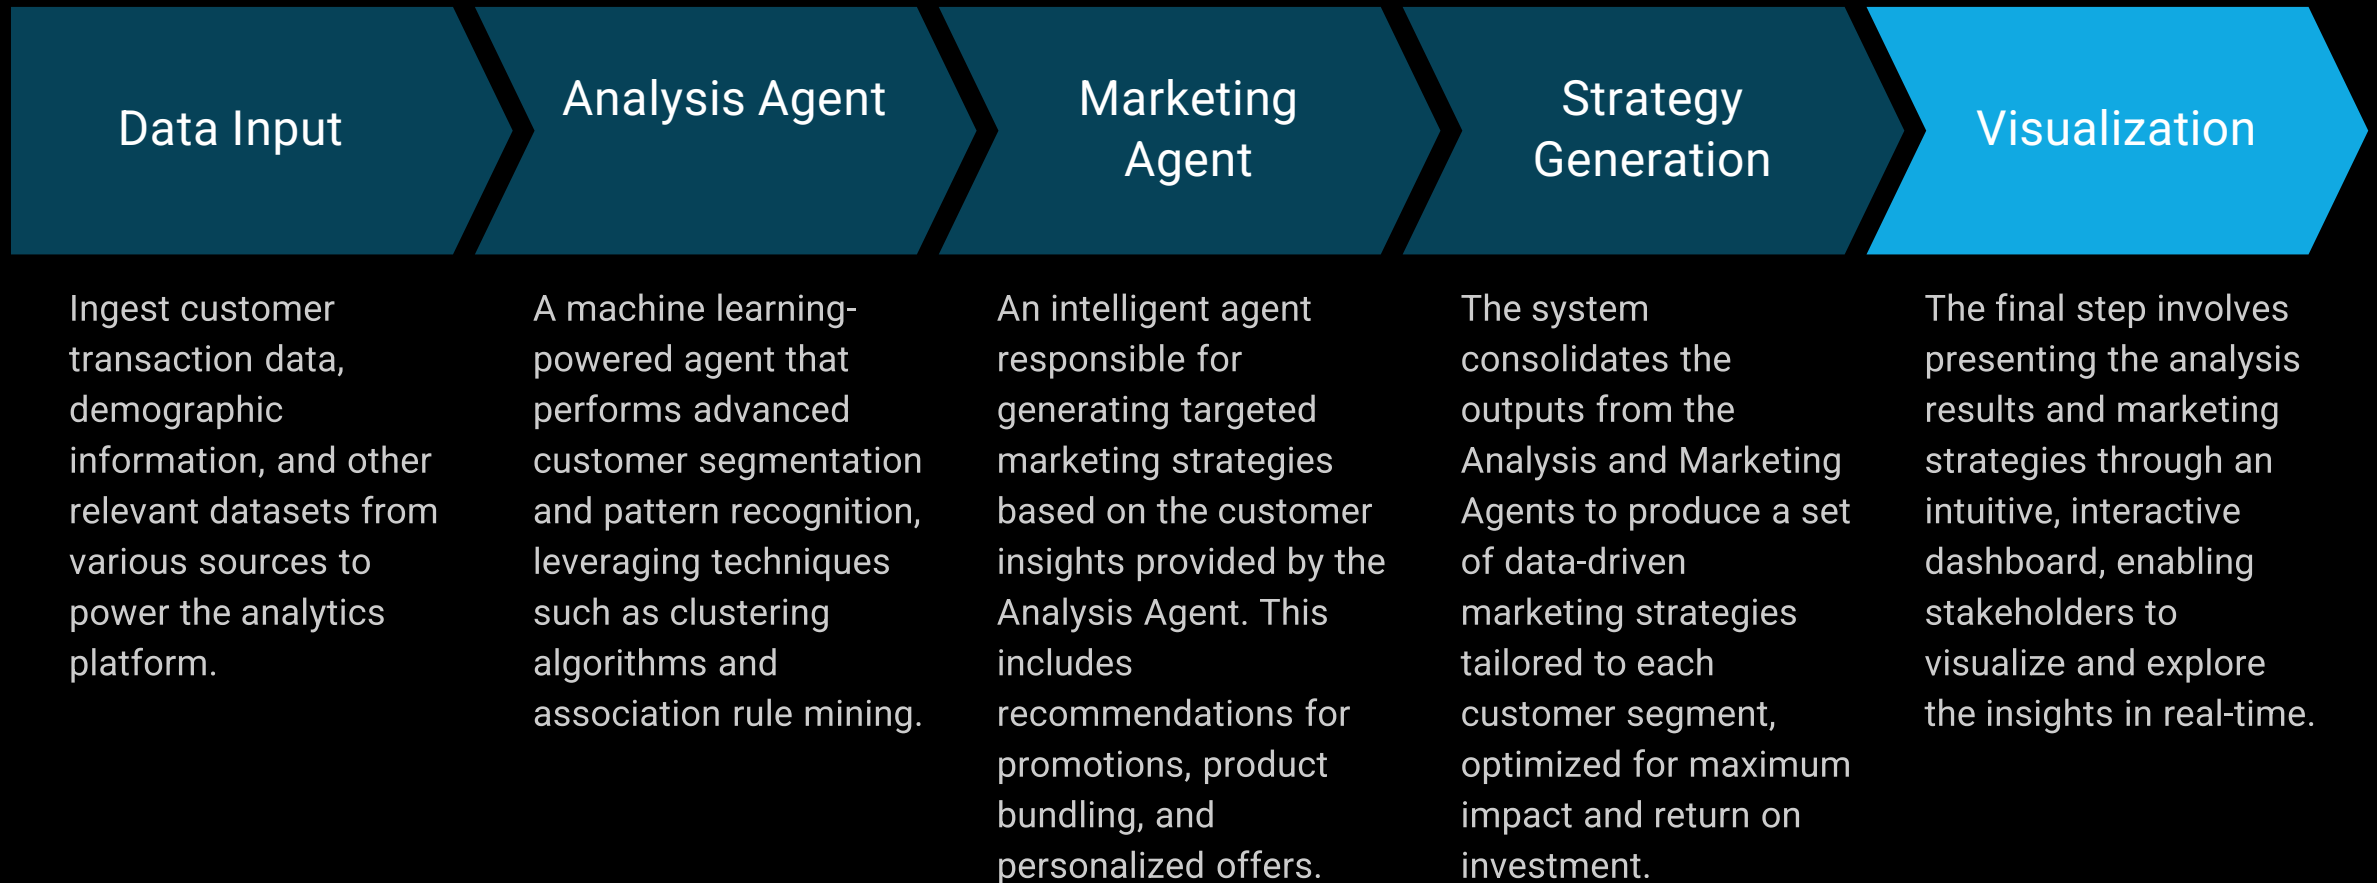 Data Input
Analysis Agent
Marketing
Agent
Strategy
Generation
Visualization
Ingest customer
transaction data,
demographic
information, and other
relevant datasets from
various sources to
power the analytics
platform.
A machine learning-
powered agent that
performs advanced
customer segmentation
and pattern recognition,
leveraging techniques
such as clustering
algorithms and
association rule mining.
An intelligent agent
responsible for
generating targeted
marketing strategies
based on the customer
insights provided by the
Analysis Agent. This
includes
recommendations for
promotions, product
bundling, and
personalized offers.
The system
consolidates the
outputs from the
Analysis and Marketing
Agents to produce a set
of data-driven
marketing strategies
tailored to each
customer segment,
optimized for maximum
impact and return on
investment.
The final step involves
presenting the analysis
results and marketing
strategies through an
intuitive, interactive
dashboard, enabling
stakeholders to
visualize and explore
the insights in real-time.